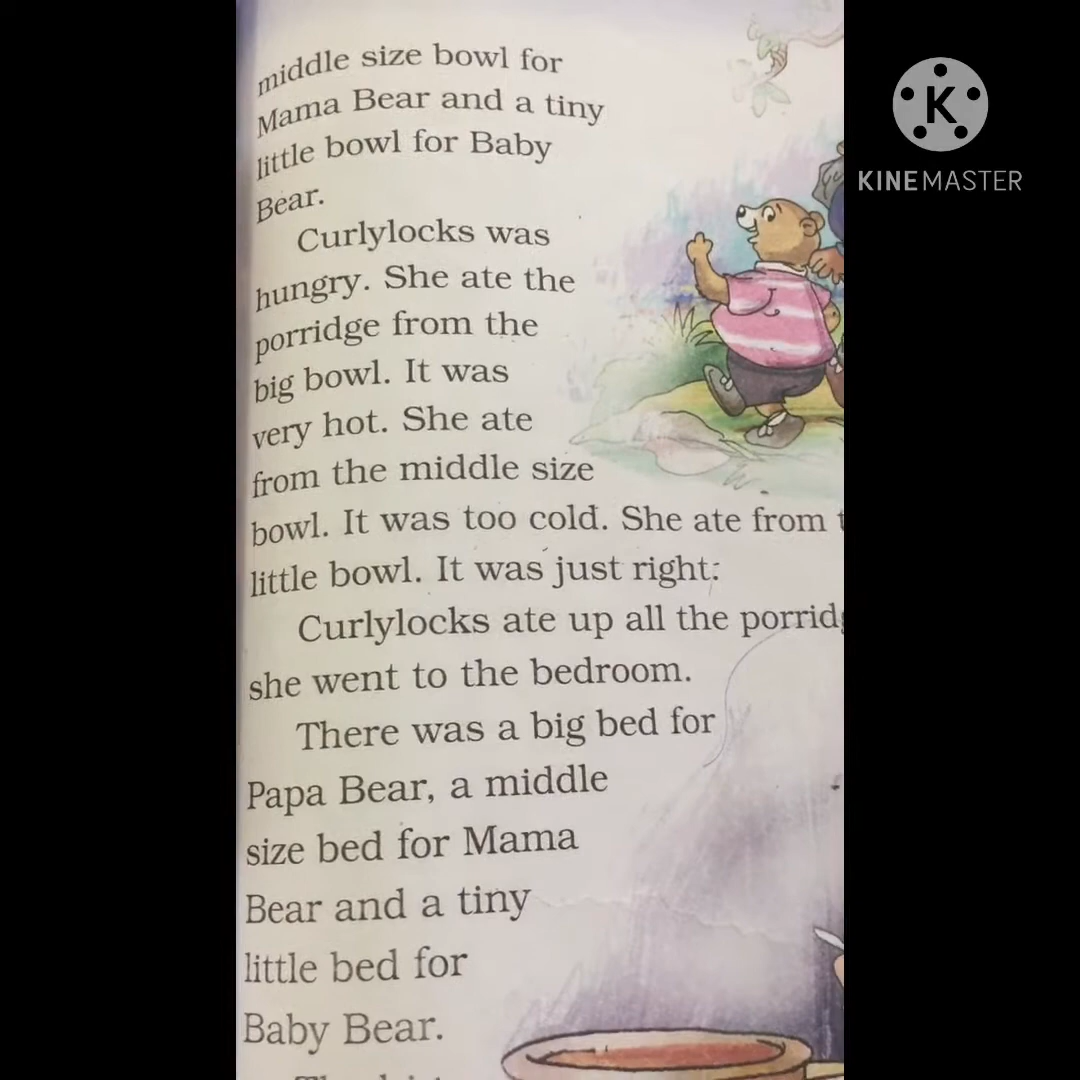 middle size bowl for
Mama Bear and a tiny
little bowl for Baby
Bear.
Curlylocks was
hungry. She ate the
porridge from the
big bowl. It was
very hot. She ate
from the middle size
bowl. It was too cold. She ate from
little bowl. It was just right.
Curlylocks ate up all the
she went to the bedroom.
There was a big bed for
Papa Bear, a middle
size bed for Mama
Bear and a tiny
little bed for
Baby Bear.
K
KINEMASTER